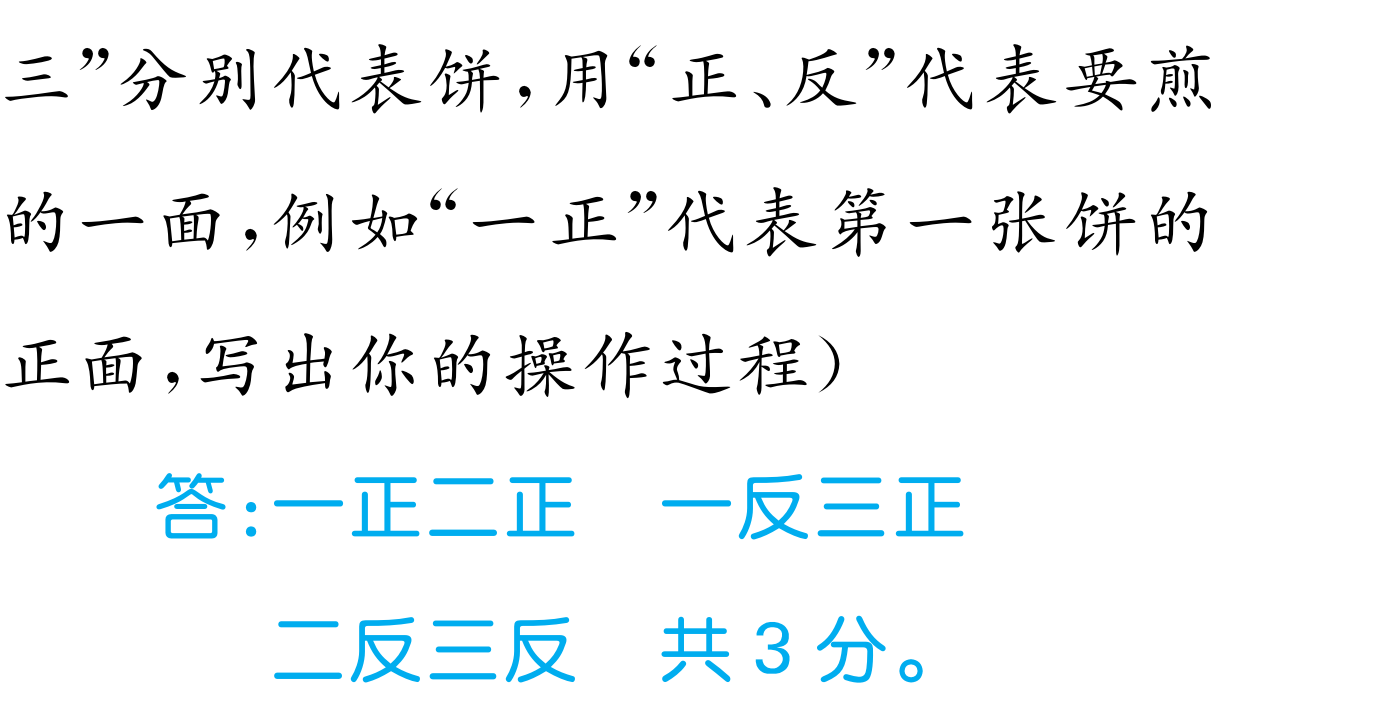 三”分别代表饼,用“正、反”代表要煎
的一面,例如“一正”代表第一张饼的
正面,写出你的操作过程)
答:一正二正 一反三正
二反三反 共3分。